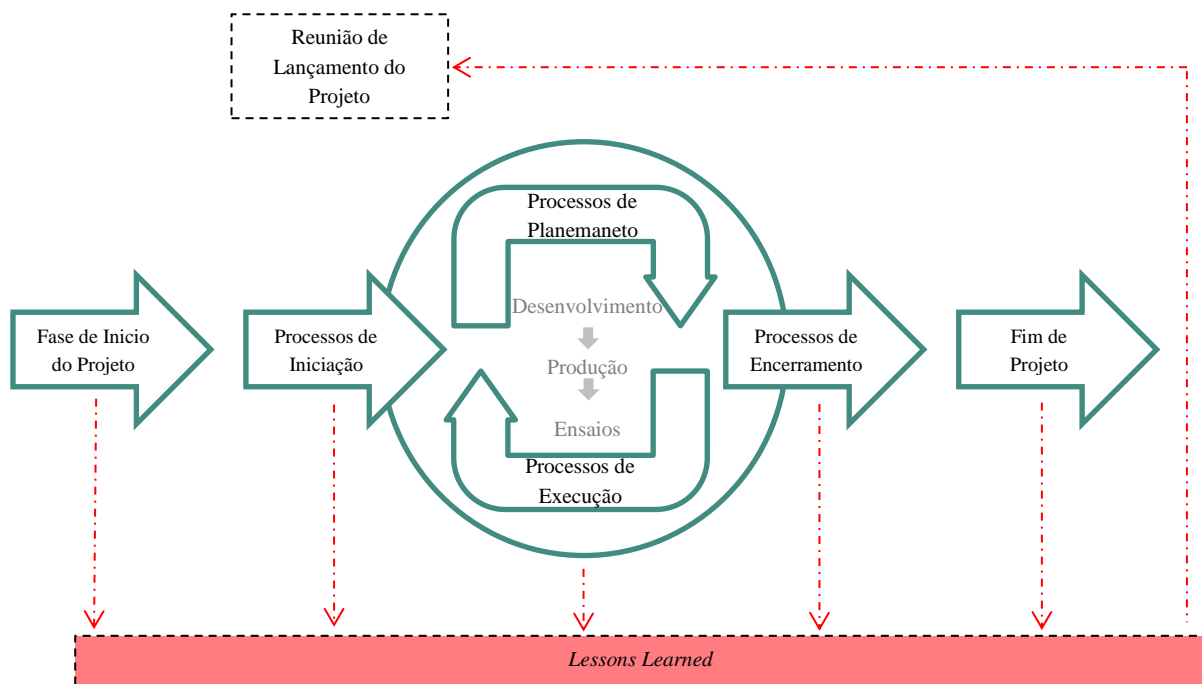 Reunião de
Lançamento do
Projeto
Processos de
Planemaneto
Desenvolvimento
Fase de Inicio
do Projeto
Processos de
Iniciação
Produção
Processos de
Encerramento
Fim de
Projeto
Ensaios
Processos de
Execução
Lessons Learned